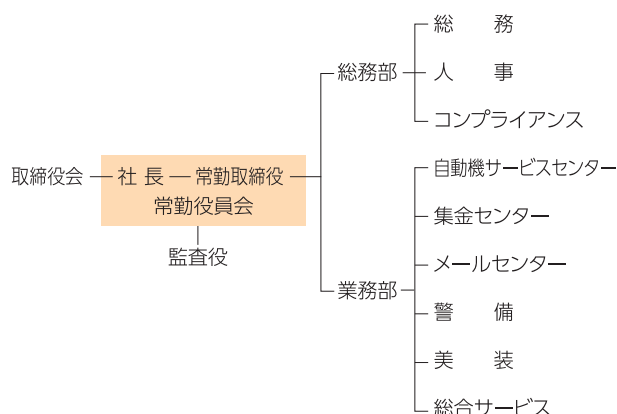 取締役会
社 長
常勤取締役
常勤役員会
監査役
総務部
総　務
人　事
コンプライアンス
業務部
自動機サービスセンター
集金センター
メールセンター
警　備
美　装
総合サービス